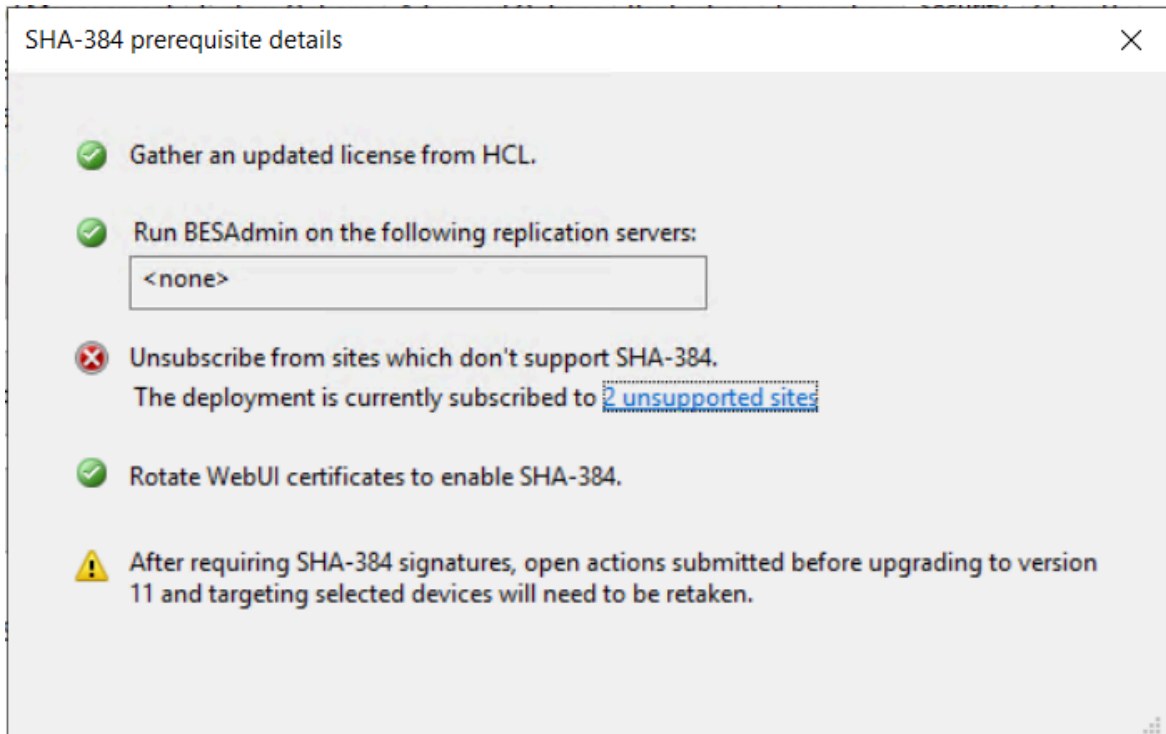 SHA-384 prerequisite details
Gather an updated license from HCL.
Run BESAdmin on the following replication servers:
<none>
Unsubscribe from sites which don't support SHA-384.
The deployment is currently subscribed to 2 unsupported sites
Rotate WebUI certificates to enable SHA-384.
After requiring SHA-384 signatures, open actions submitted before upgrading to version
11 and targeting selected devices will need to be retaken.